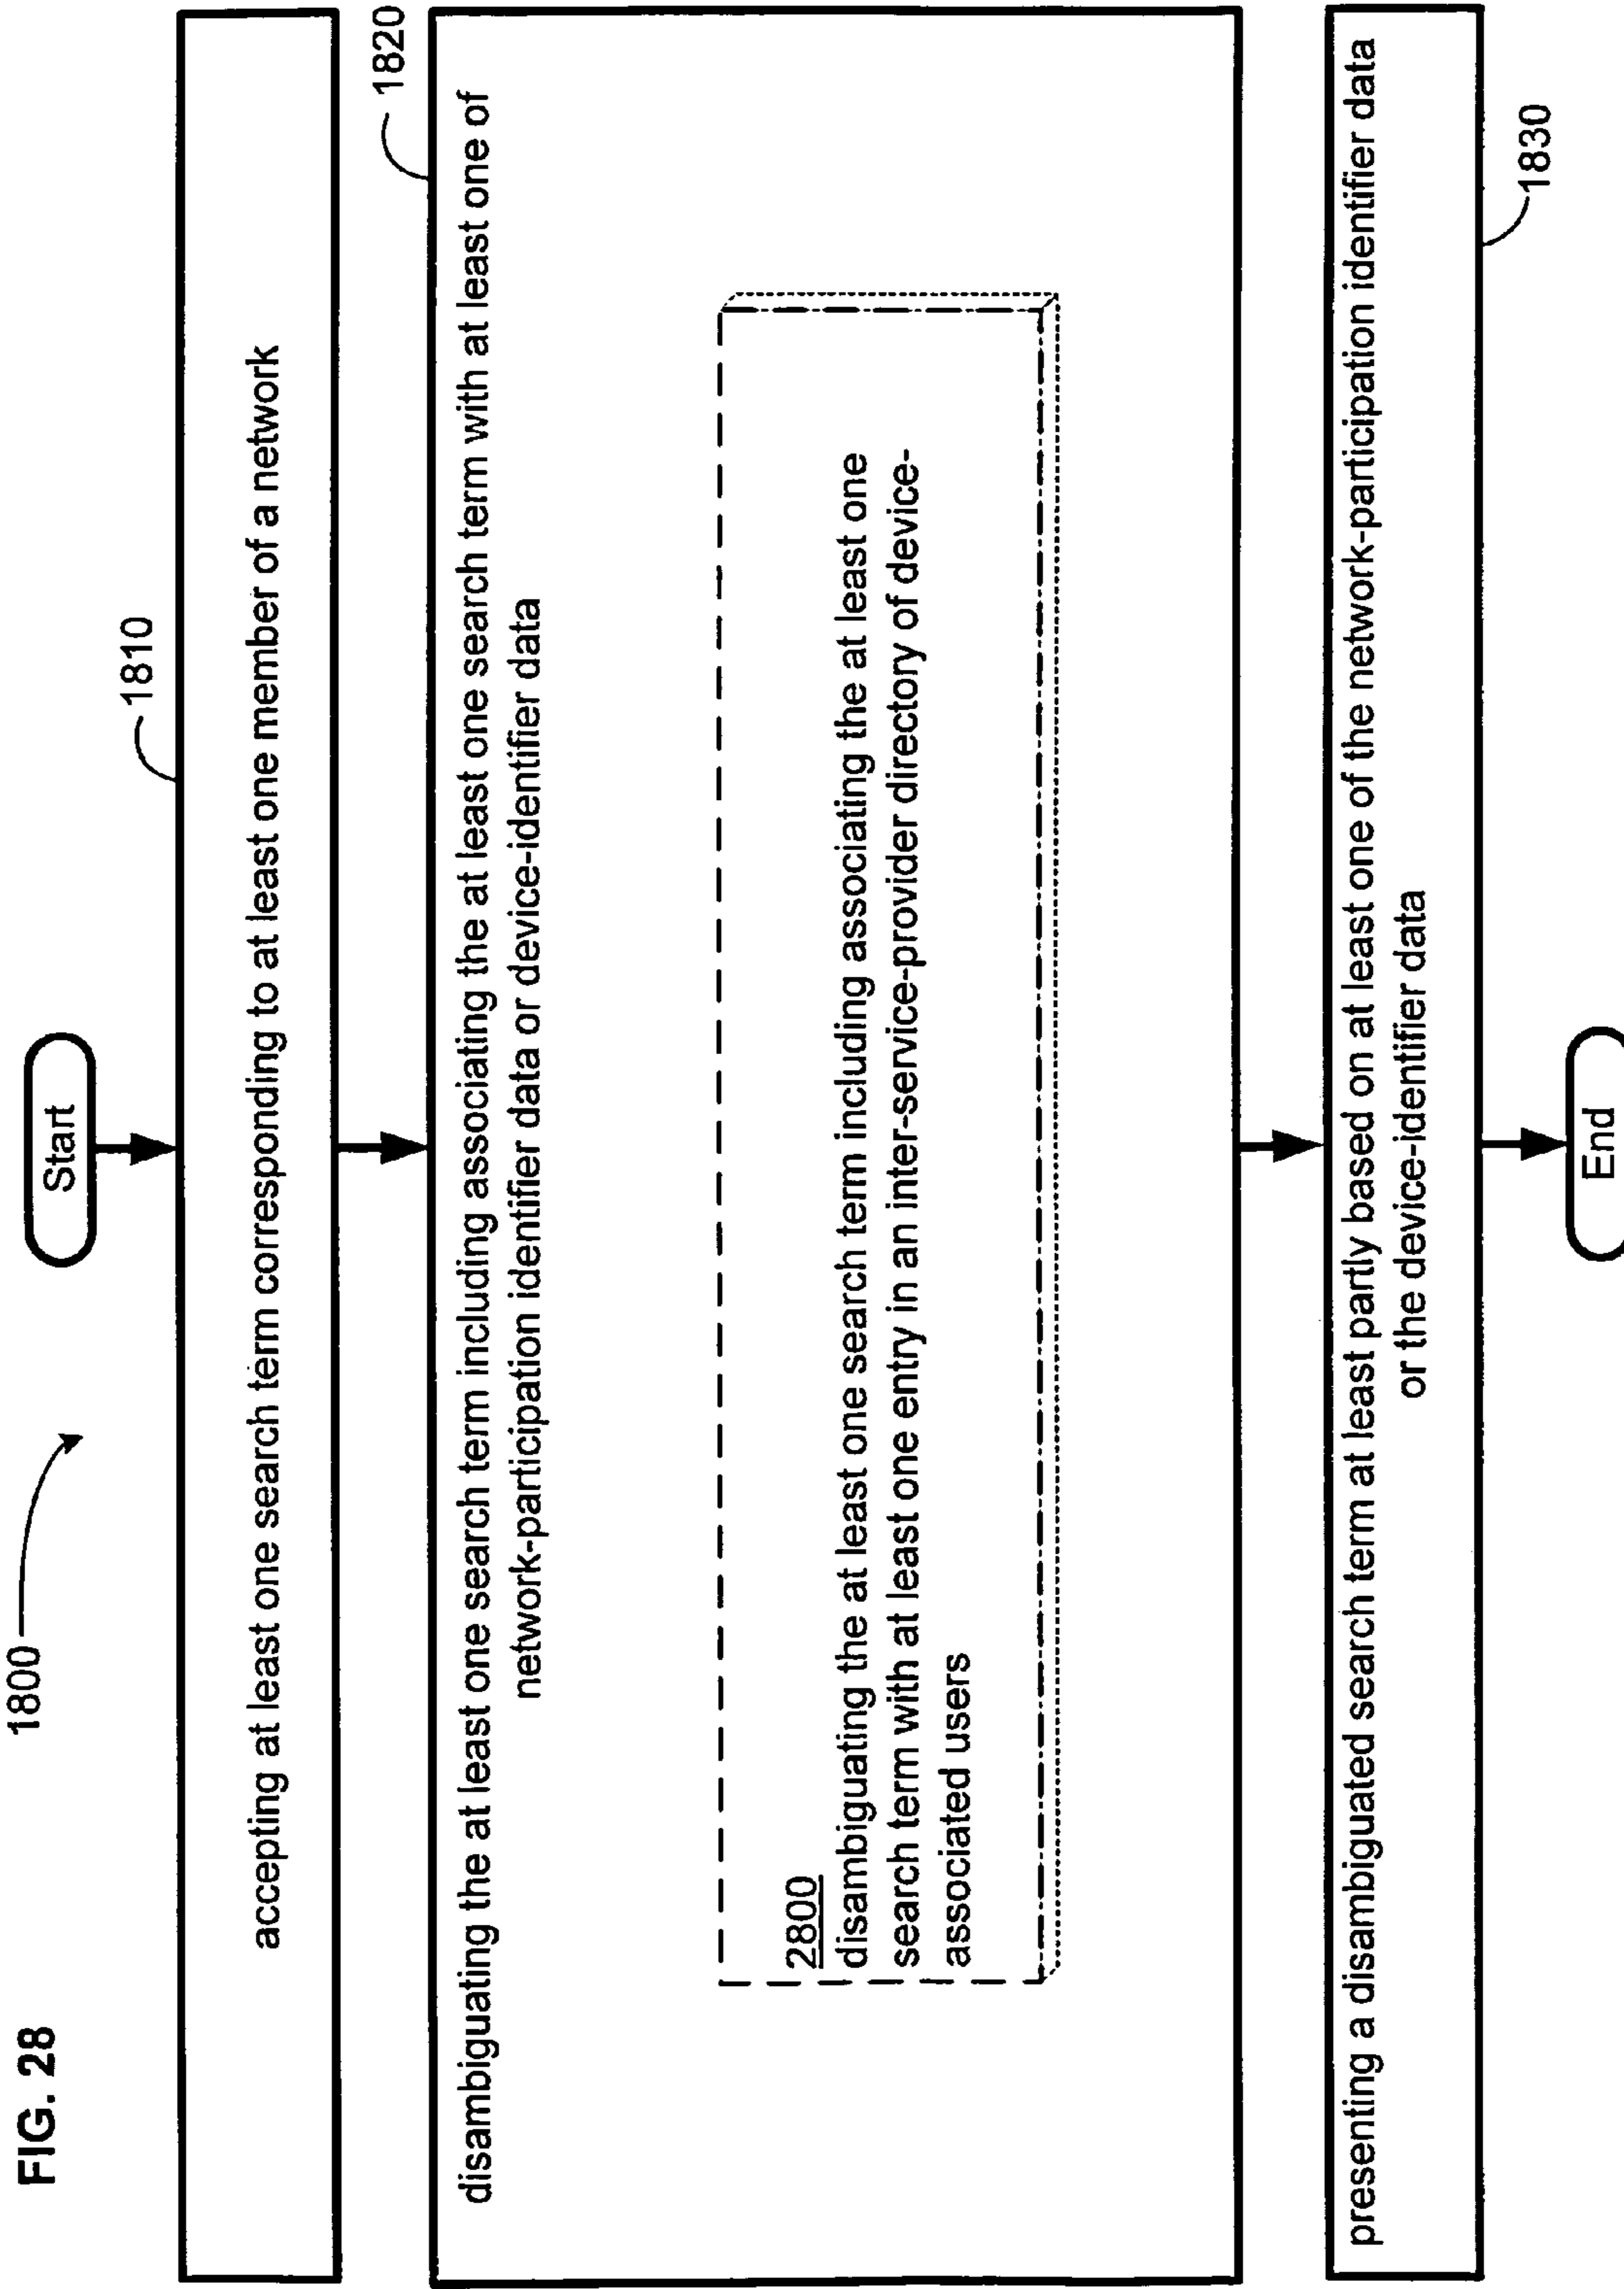 FIG. 28
1800
Start
1810
accepting at least one search term corresponding to at least one member of a network
1820
disambiguating the at least one search term including associating the at least one search term with at least one of
network-participation identifier data or device-identifier data
2800
disambiguating the at least one search term including associating the at least one
search term with at least one entry in an inter-service-provider directory of device-
associated users
presenting a disambiguated search term at least partly based on at least one of the network-participation identifier data
or the device-identifier data
1830
End